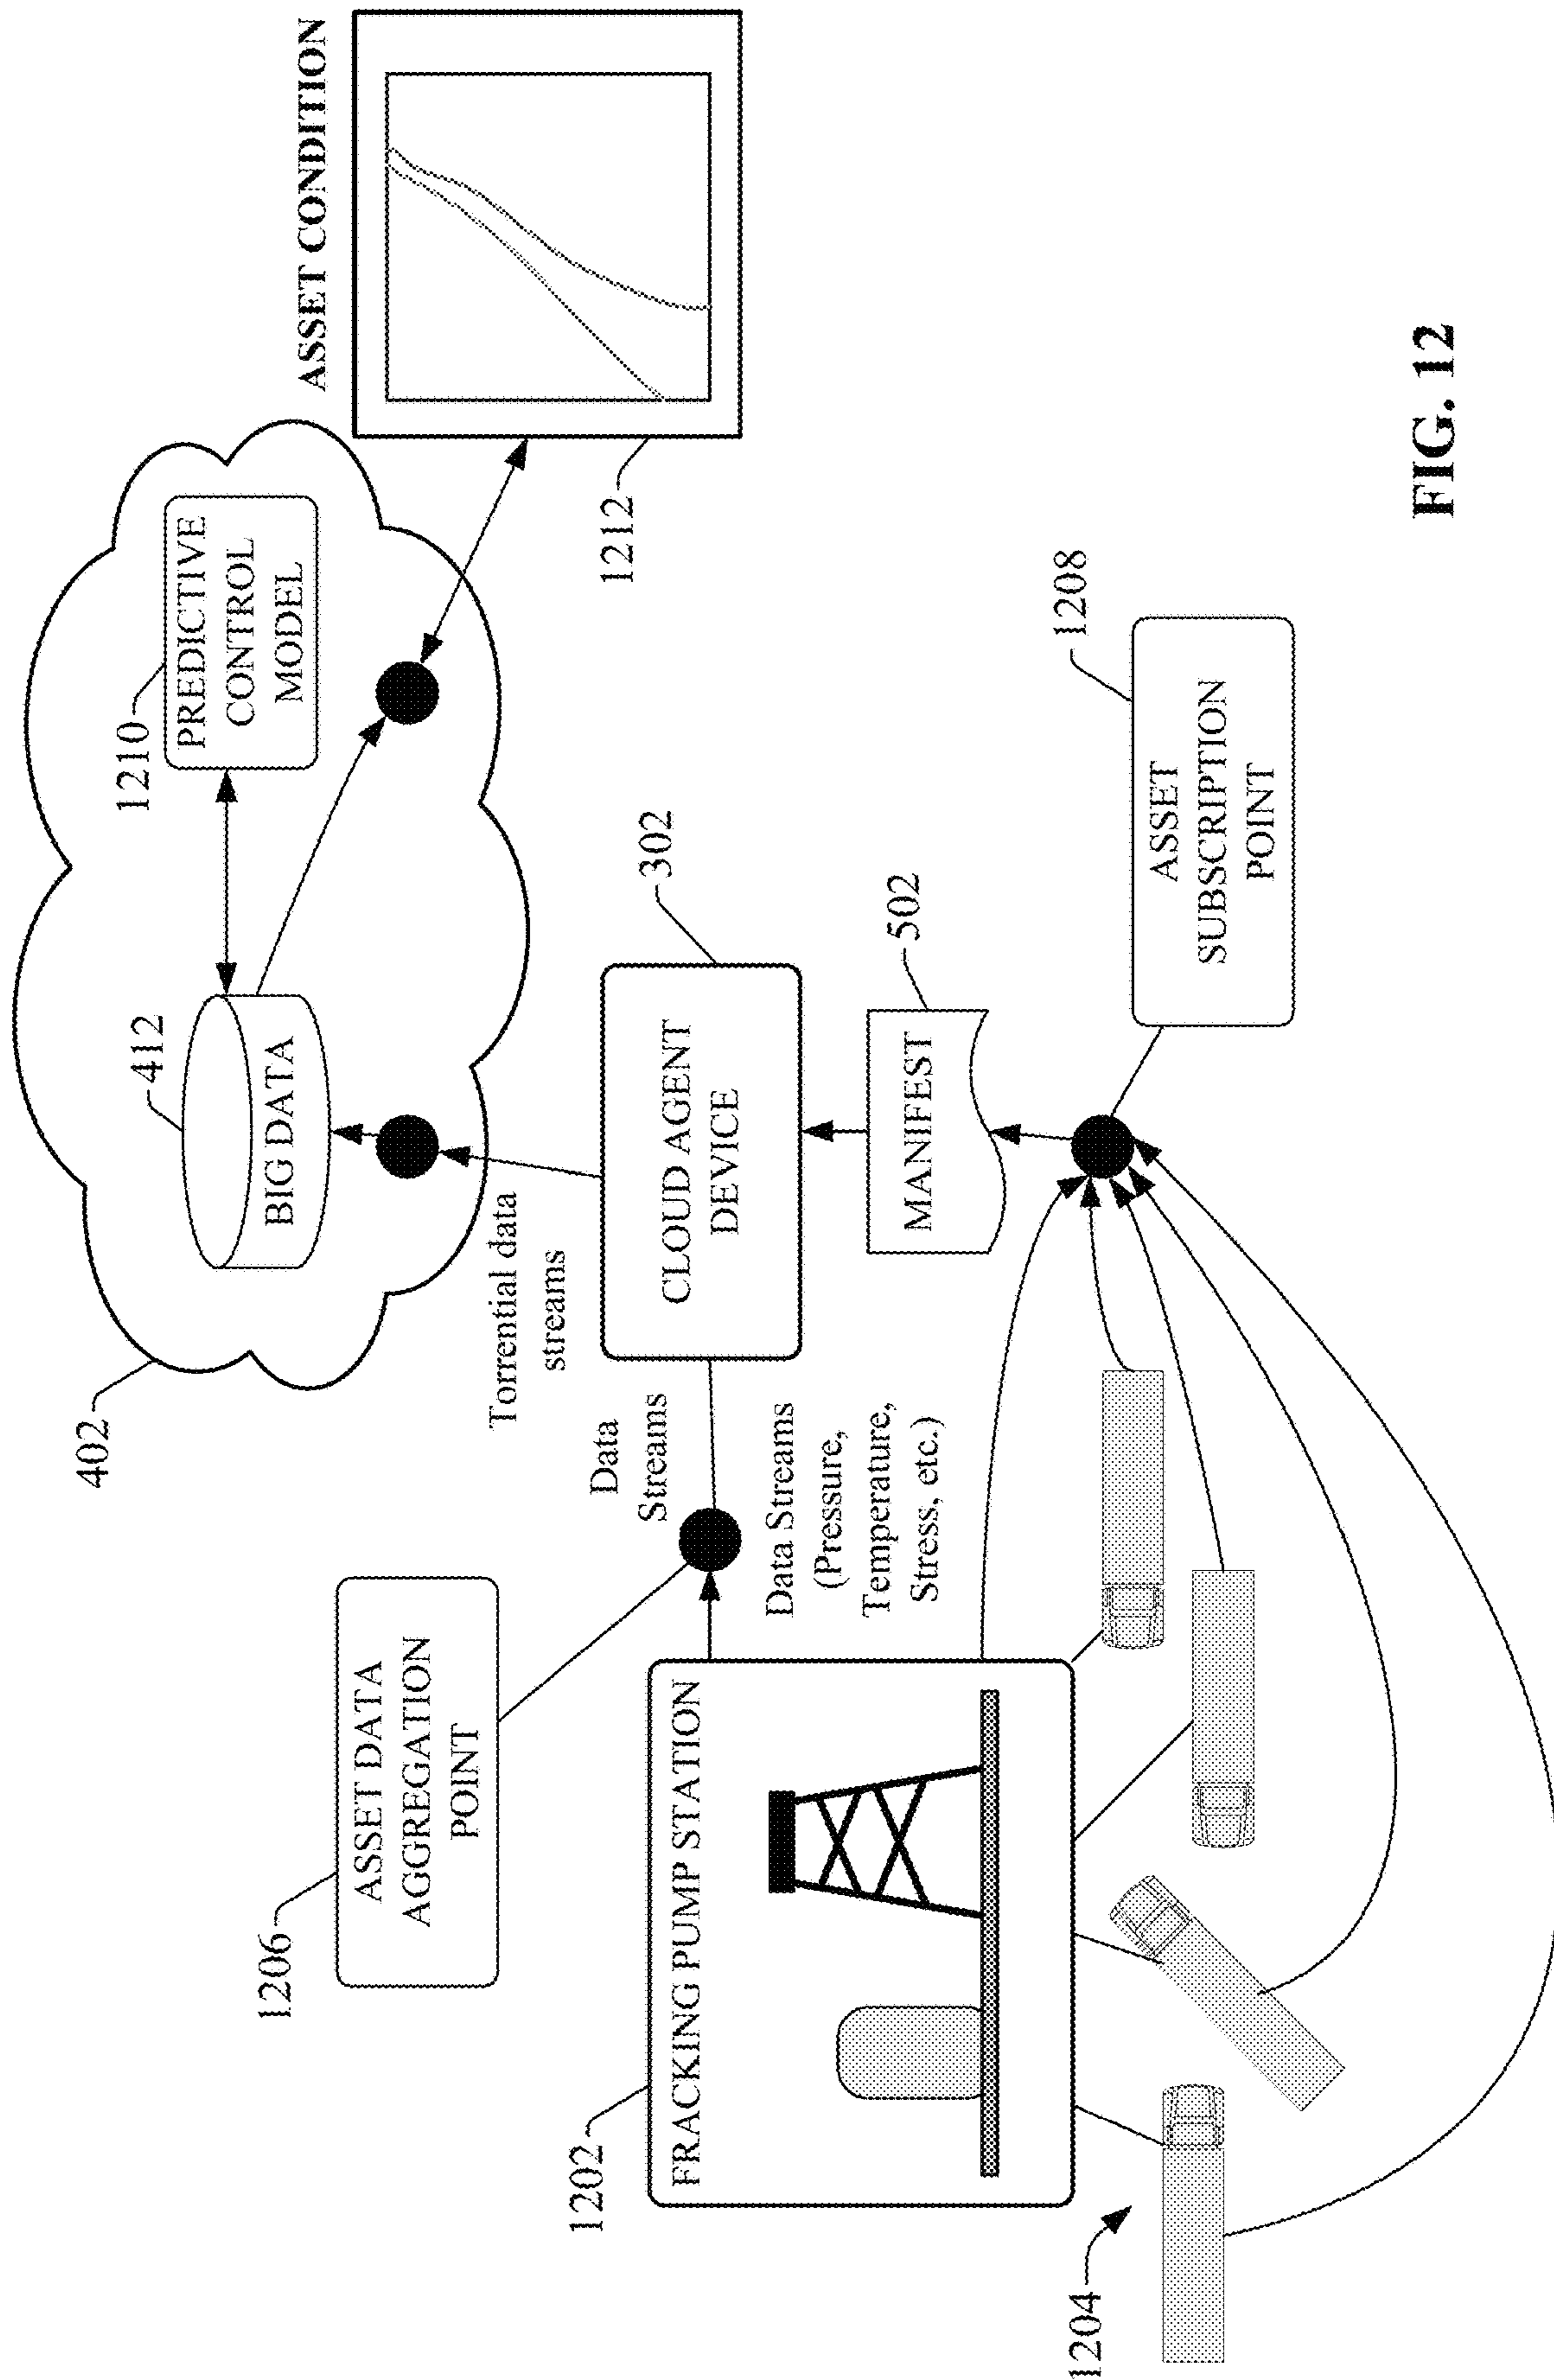 402
412
BIG DATA
1210
PREDICTIVE
CONTROL
MODEL
ASSET CONDITION
1212
1206
ASSET DATA
AGGREGATION
POINT
Torrential data
streams
Data
Streams
CLOUD AGENT
DEVICE
302
1202
FRACKING PUMP STATION
Data Streams
(Pressure,
Temperature,
Stress, etc.)
MANIFEST
502
1204
ASSET
SUBSCRIPTION
POINT
1208
FIG. 12